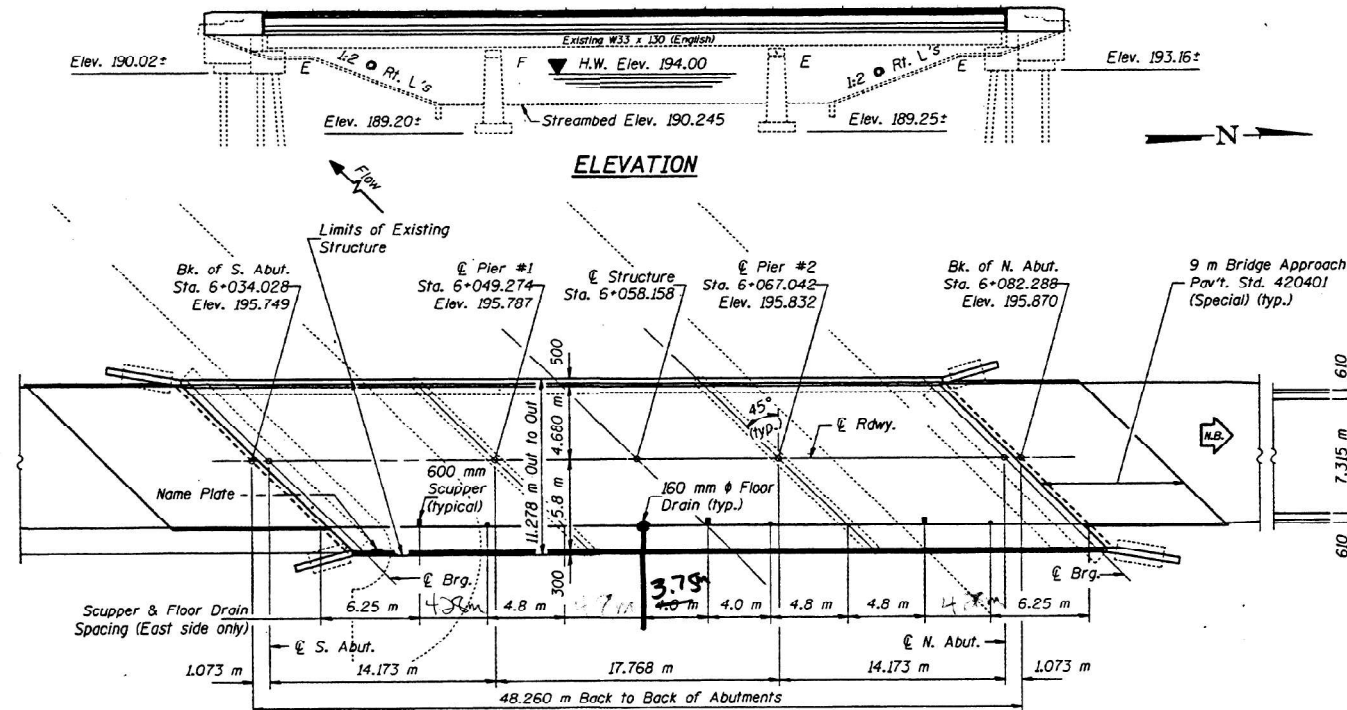 Existing W33 x 130 (English)
Elev. 190.02±
1:2 @ Rt. L's
E
F
H.W. Elev. 194.00
E
1:2 @ Rt. L's
E
Elev. 193.16±
Elev. 189.20±
Streambed Elev. 190.245
Elev. 189.25±
N
ELEVATION
Flow
Limits of Existing
Structure
Bk. of S. Abut.
Sta. 6+034.028
Elev. 195.749
℄ Pier #1
Sta. 6+049.274
Elev. 195.787
℄ Structure
Sta. 6+058.158
℄ Pier #2
Sta. 6+067.042
Elev. 195.832
Bk. of N. Abut.
Sta. 6+082.288
Elev. 195.870
9 m Bridge Approach
Pav't. Std. 420401
(Special) (typ.)
500
610
11.278 m Out to Out
4.680 m
5.8 m
300
45°
(typ.)
℄ Rdwy.
N.B.
7.315 m
610
Name Plate
600 mm
Scupper
(typical)
160 mm ϕ Floor
Drain (typ.)
℄ Brg.
℄ Brg.
3.75m
Scupper & Floor Drain
Spacing (East side only)
6.25 m
4.8 m
4.0 m
4.0 m
4.8 m
4.8 m
6.25 m
℄ S. Abut.
℄ N. Abut.
1.073 m
14.173 m
17.768 m
14.173 m
1.073 m
48.260 m Back to Back of Abutments